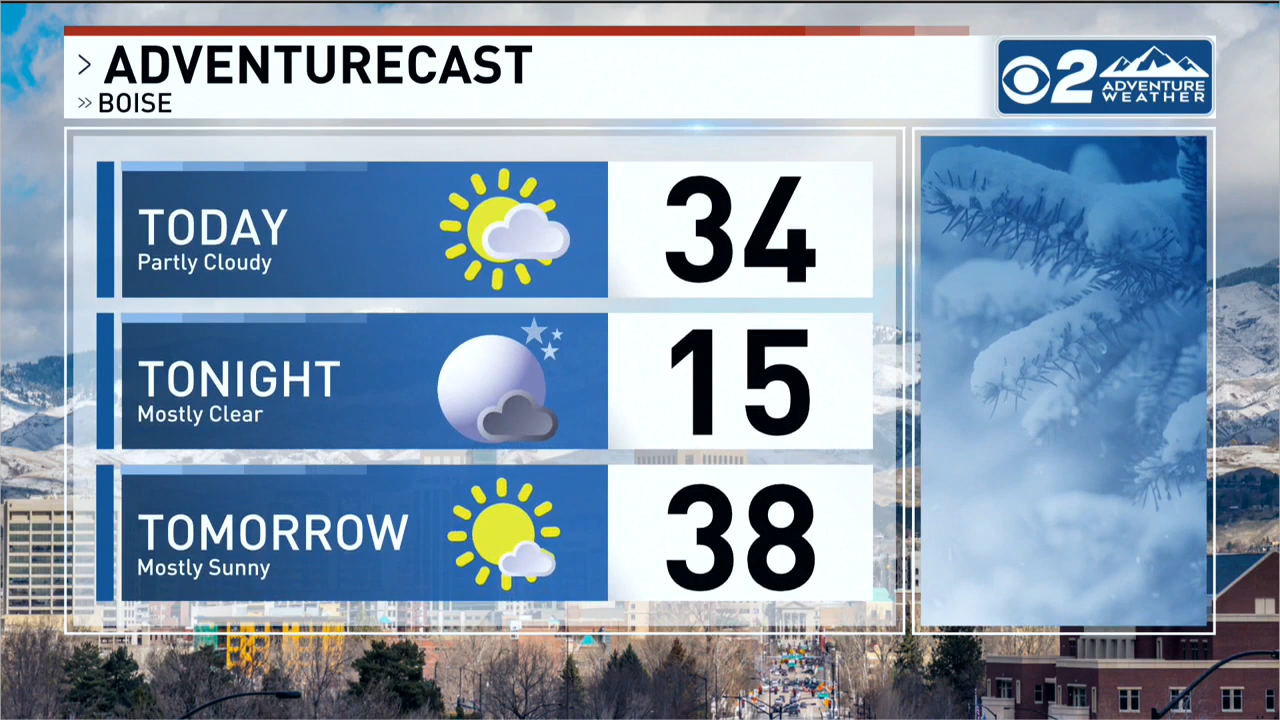 > ADVENTURECAST
» BOISE
2 ADVENTURE
WEATHER
TODAY
Partly Cloudy
34
TONIGHT
Mostly Clear
15
TOMORROW
Mostly Sunny
38